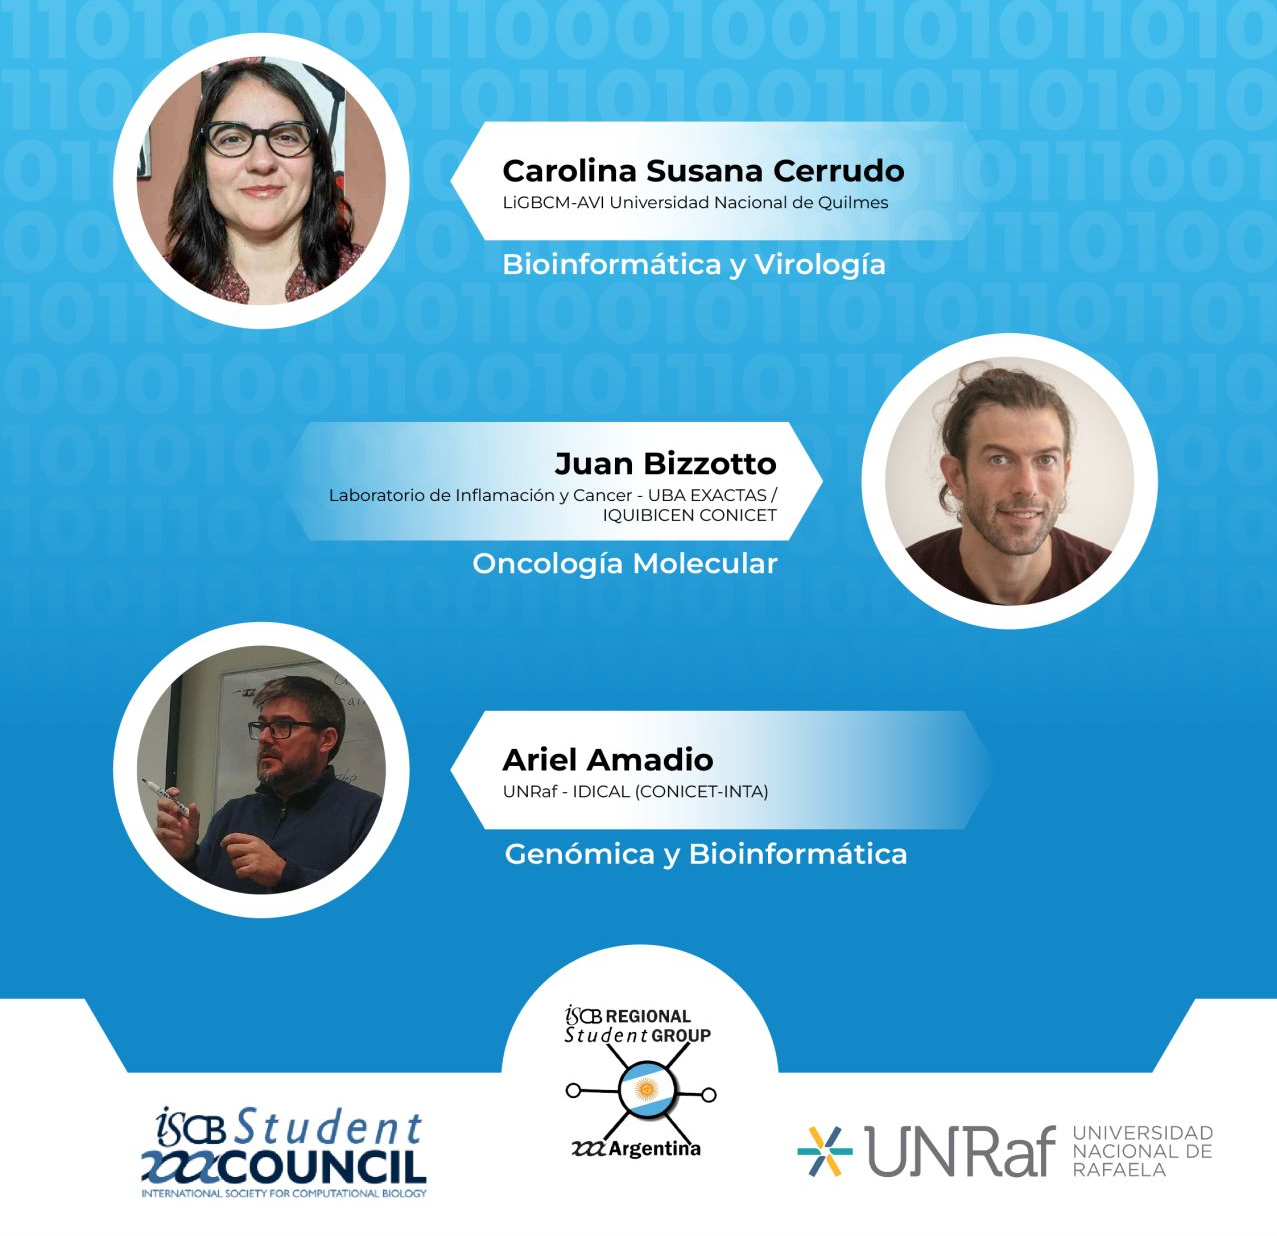 Carolina Susana Cerrudo
LiGBCM-AVI Universidad Nacional de Quilmes
Bioinformática y Virología
Juan Bizzotto
Laboratorio de Inflamación y Cancer - UBA EXACTAS /
IQUIBICEN CONICET
Oncología Molecular
Ariel Amadio
UNRaf - IDICAL (CONICET-INTA)
Genómica y Bioinformática
iSCB REGIONAL
Student GROUP
Argentina
iSCB Student
COUNCIL
INTERNATIONAL SOCIETY FOR COMPUTATIONAL BIOLOGY
UNRaf
UNIVERSIDAD
NACIONAL DE
RAFAELA